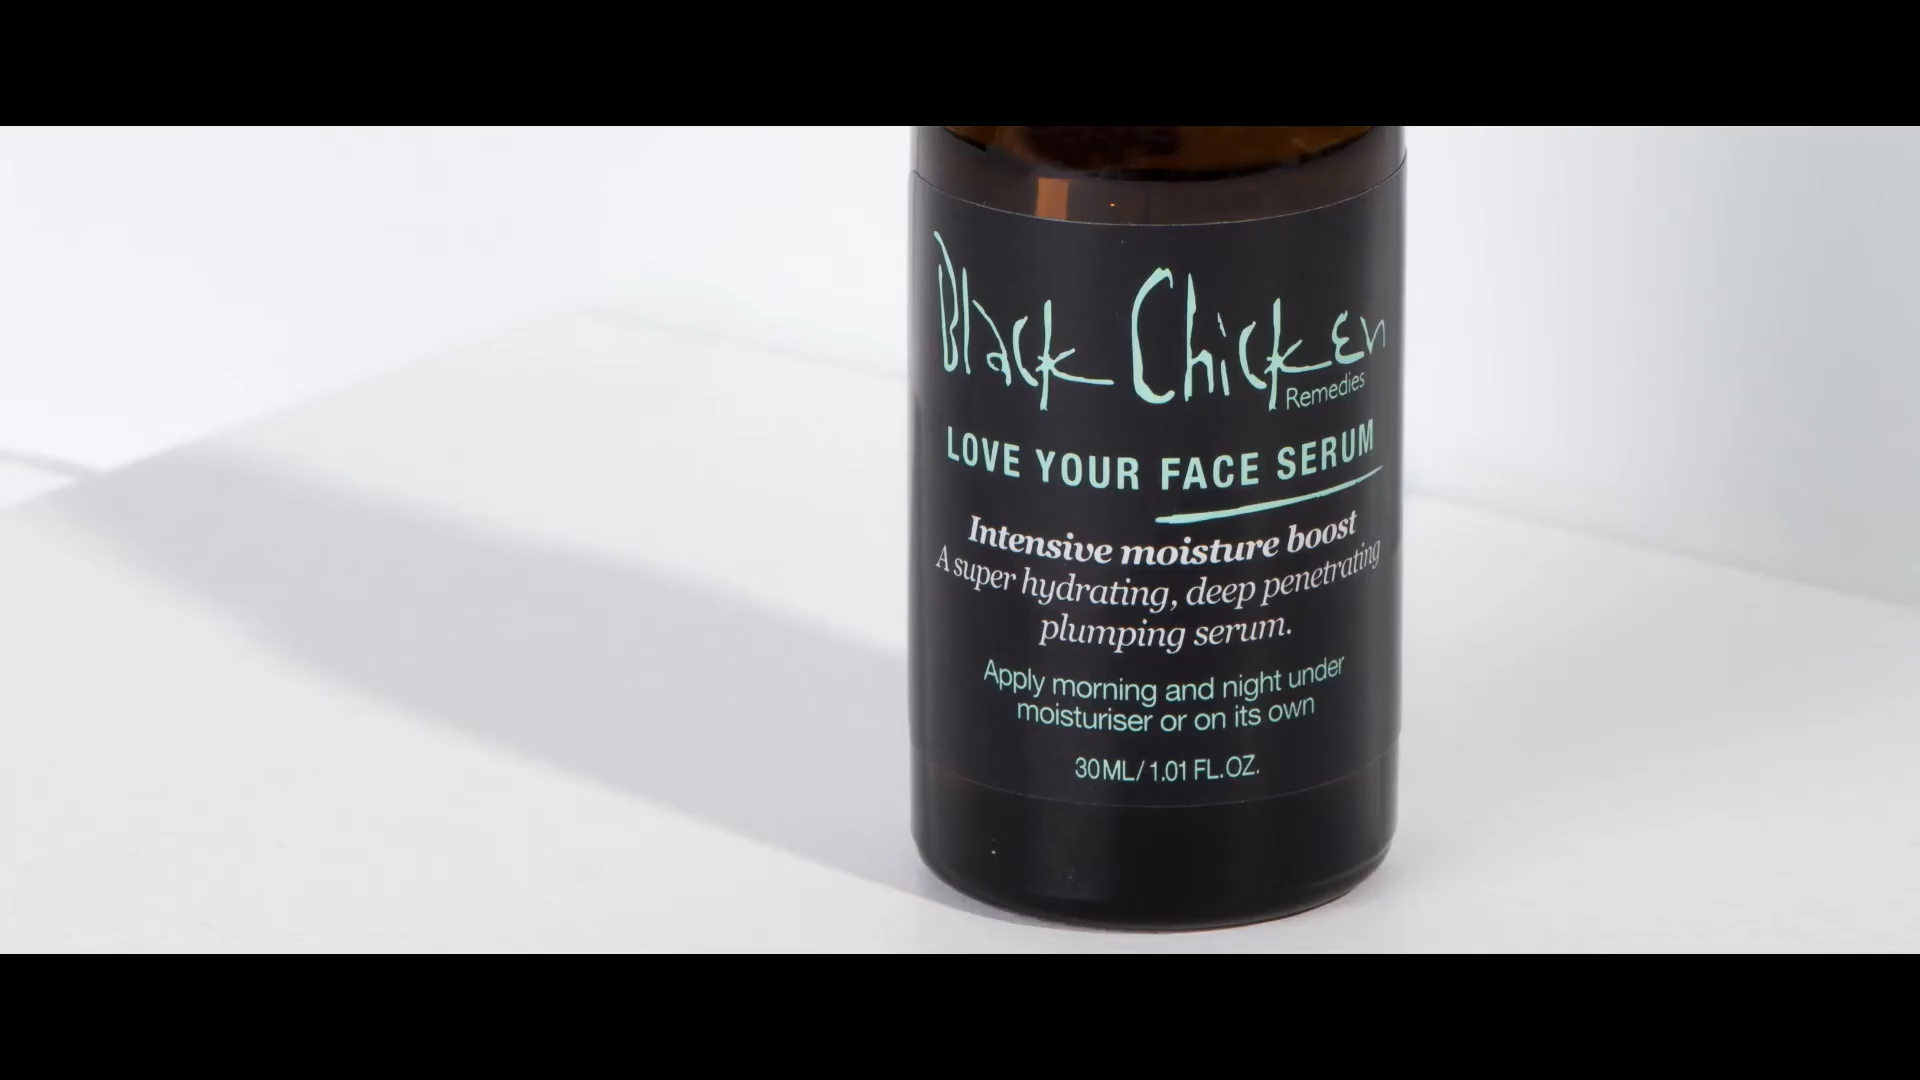 Black Chicken
Remedies
LOVE YOUR FACE SERUM
Intensive moisture boost
A super hydrating, deep penetrating
plumping serum.
Apply morning and night under
moisturiser or on its own
30ML/1.01 FL.OZ.